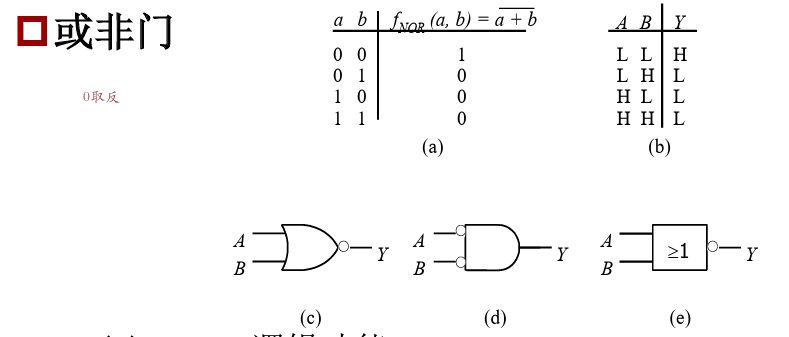 或非门
0取反
a b f_NOR (a, b) = \overline{a + b}
0 0 1
0 1 0
1 0 0
1 1 0
(a)
A B Y
L L H
L H L
H L L
H H L
(b)
A B Y
(c)
A B Y
(d)
A B ≥1 Y
(e)